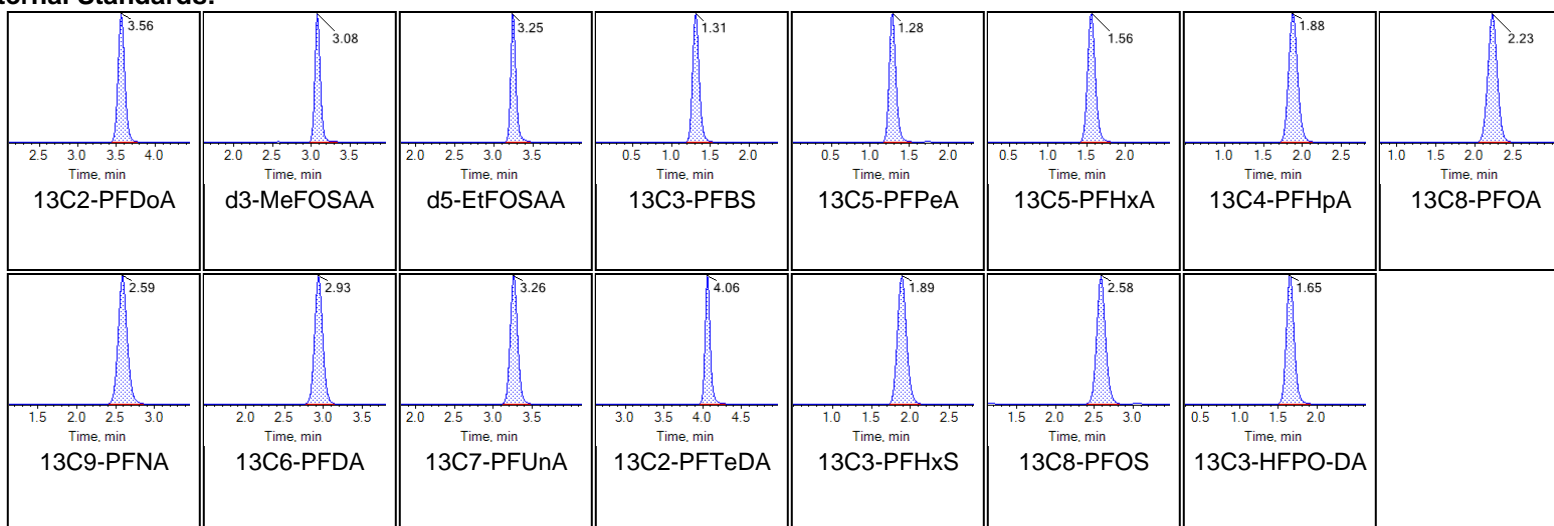 ternal Standards:
3.56 3.08 3.25 1.31 1.28 1.56 1.88 2.23
2.5 3.0 3.5 4.0 2.0 2.5 3.0 3.5 2.0 2.5 3.0 3.5 0.5 1.0 1.5 2.0 0.5 1.0 1.5 2.0 0.5 1.0 1.5 2.0 1.0 1.5 2.0 2.5 1.0 1.5 2.0 2.5
Time, min Time, min Time, min Time, min Time, min Time, min Time, min Time, min
13C2-PFDoA d3-MeFOSAA d5-EtFOSAA 13C3-PFBS 13C5-PFPeA 13C5-PFHxA 13C4-PFHpA 13C8-PFOA
2.59 2.93 3.26 4.06 1.89 2.58 1.65
1.5 2.0 2.5 3.0 2.0 2.5 3.0 3.5 2.0 2.5 3.0 3.5 3.0 3.5 4.0 4.5 1.0 1.5 2.0 2.5 1.5 2.0 2.5 3.0 0.5 1.0 1.5 2.0
Time, min Time, min Time, min Time, min Time, min Time, min Time, min
13C9-PFNA 13C6-PFDA 13C7-PFUnA 13C2-PFTeDA 13C3-PFHxS 13C8-PFOS 13C3-HFPO-DA